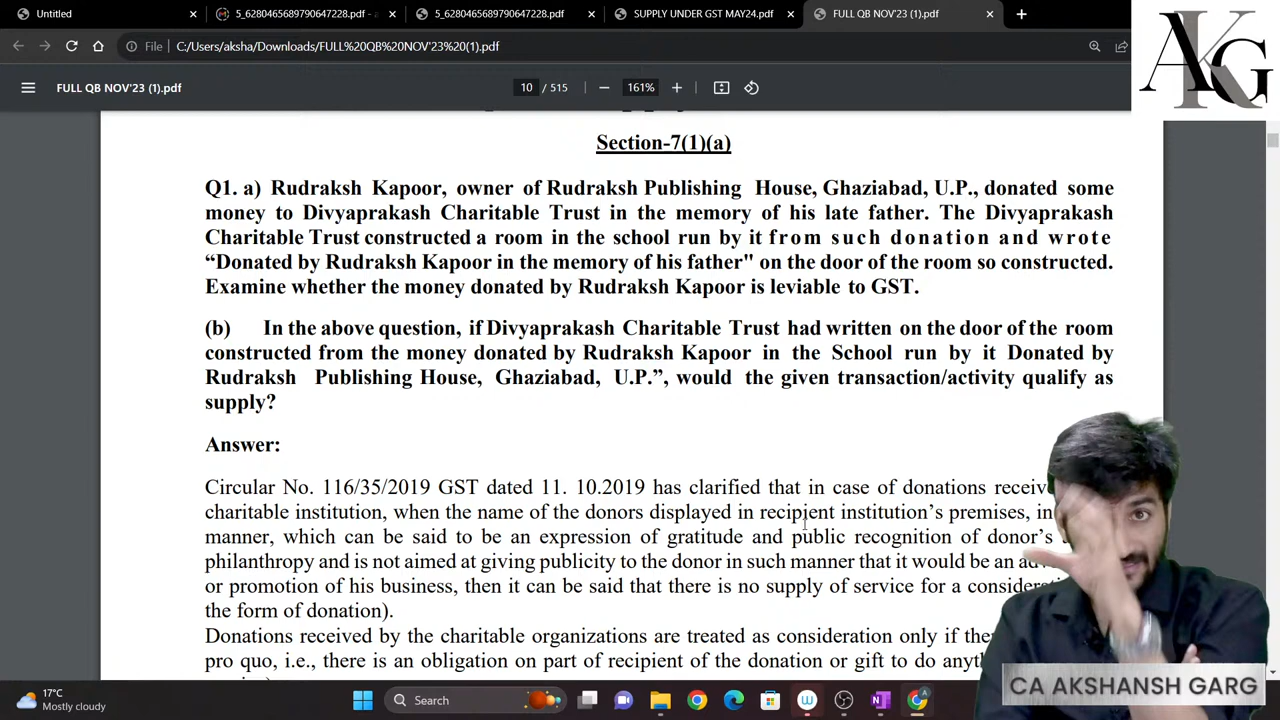 Untitled
5_6280465689790647228.pdf - a
5_6280465689790647228.pdf
SUPPLY UNDER GST MAY24.pdf
FULL QB NOV'23 (1).pdf
File
C:/Users/aksha/Downloads/FULL%20QB%20NOV'23%20(1).pdf
AKG
FULL QB NOV'23 (1).pdf
10 / 515
161%
Section-7(1)(a)
Q1. a) Rudraksh Kapoor, owner of Rudraksh Publishing House, Ghaziabad, U.P., donated some
money to Divyaprakash Charitable Trust in the memory of his late father. The Divyaprakash
Charitable Trust constructed a room in the school run by it from such donation and wrote
“Donated by Rudraksh Kapoor in the memory of his father" on the door of the room so constructed.
Examine whether the money donated by Rudraksh Kapoor is leviable to GST.
(b) In the above question, if Divyaprakash Charitable Trust had written on the door of the room
constructed from the money donated by Rudraksh Kapoor in the School run by it Donated by
Rudraksh Publishing House, Ghaziabad, U.P.”, would the given transaction/activity qualify as
supply?
Answer:
Circular No. 116/35/2019 GST dated 11. 10.2019 has clarified that in case of donations
charitable institution, when the name of the donors displayed in recipient institution’s premises,
manner, which can be said to be an expression of gratitude and public recognition of donor’s
philanthropy and is not aimed at giving publicity to the donor in such manner that it would be an
or promotion of his business, then it can be said that there is no supply of service for a
the form of donation).
Donations received by the charitable organizations are treated as consideration only if
pro quo, i.e., there is an obligation on part of recipient of the donation or gift to do
CA AKSHANSH GARG
17°C
Mostly cloudy
Search